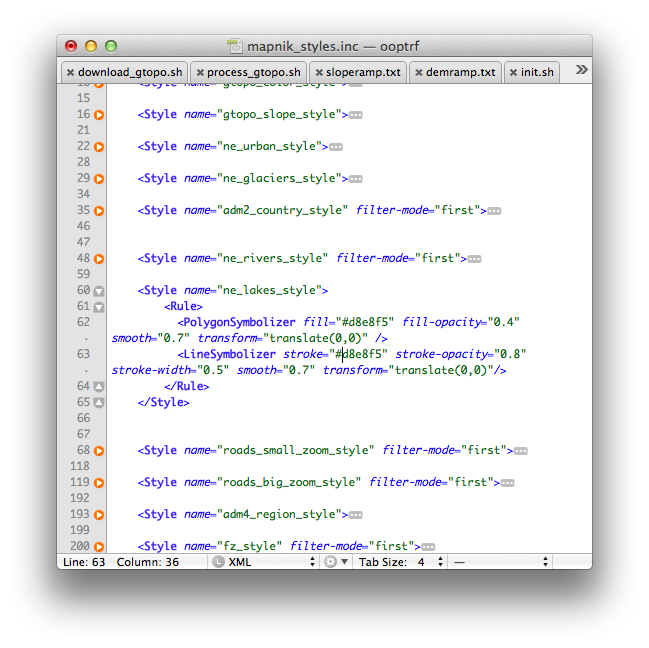 mapnik_styles.inc — ooptrf
download_gtopo.sh process_gtopo.sh sloperamp.txt demramp.txt init.sh
10 <Style name="gtopo_color_style">
15
16 <Style name="gtopo_slope_style">
21
22 <Style name="ne_urban_style">
28
29 <Style name="ne_glaciers_style">
34
35 <Style name="adm2_country_style" filter-mode="first">
46
47
48 <Style name="ne_rivers_style" filter-mode="first">
59
60 <Style name="ne_lakes_style">
61 <Rule>
62 <PolygonSymbolizer fill="#d8e8f5" fill-opacity="0.4"
smooth="0.7" transform="translate(0,0)" />
63 <LineSymbolizer stroke="#d8e8f5" stroke-opacity="0.8"
stroke-width="0.5" smooth="0.7" transform="translate(0,0)"/>
64 </Rule>
65 </Style>
66
67
68 <Style name="roads_small_zoom_style" filter-mode="first">
118
119 <Style name="roads_big_zoom_style" filter-mode="first">
192
193 <Style name="adm4_region_style">
199
200 <Style name="fz_style" filter-mode="first">
Line: 63 Column: 36 L XML Tab Size: 4 —